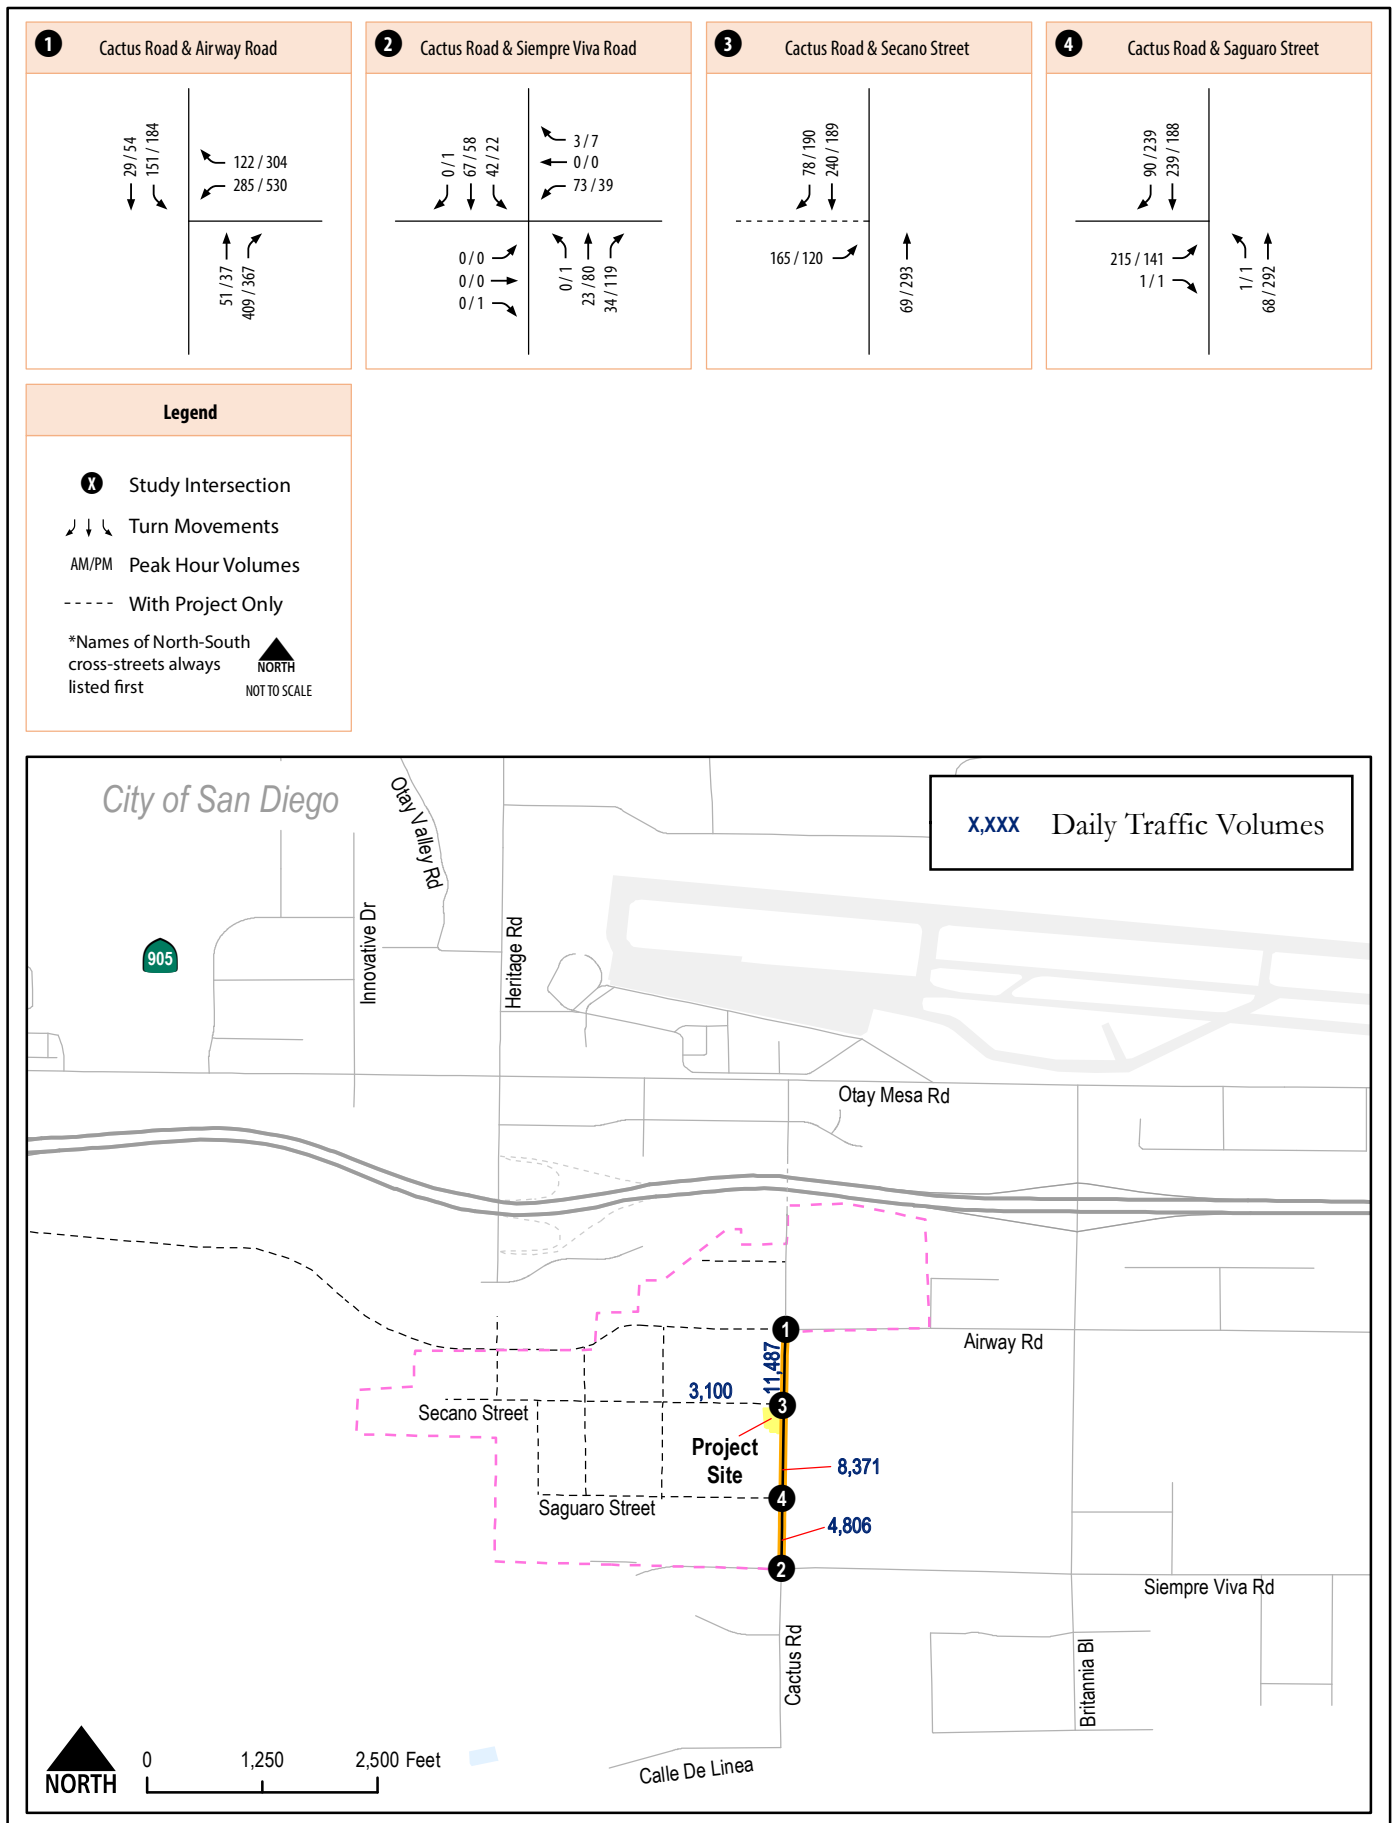 1 Cactus Road & Airway Road
29 / 54
151 / 184
122 / 304
285 / 530
51 / 37
409 / 367
2 Cactus Road & Siempre Viva Road
0 / 1
67 / 58
42 / 22
3 / 7
0 / 0
73 / 39
0 / 0
0 / 0
0 / 1
0 / 1
23 / 80
34 / 119
3 Cactus Road & Secano Street
78 / 190
240 / 189
165 / 120
69 / 293
4 Cactus Road & Saguaro Street
90 / 239
239 / 188
215 / 141
1 / 1
1 / 1
68 / 292
Legend
X Study Intersection
Turn Movements
AM/PM Peak Hour Volumes
With Project Only
*Names of North-South
cross-streets always
listed first
NORTH
NOT TO SCALE
City of San Diego
X,XXX Daily Traffic Volumes
Otay Valley Rd
Innovative Dr
Heritage Rd
905
Otay Mesa Rd
1
Airway Rd
11,487
3,100
3
Secano Street
Project
Site
8,371
4
Saguaro Street
4,806
2
Siempre Viva Rd
Cactus Rd
Britannia Bl
Calle De Linea
NORTH
0 1,250 2,500 Feet